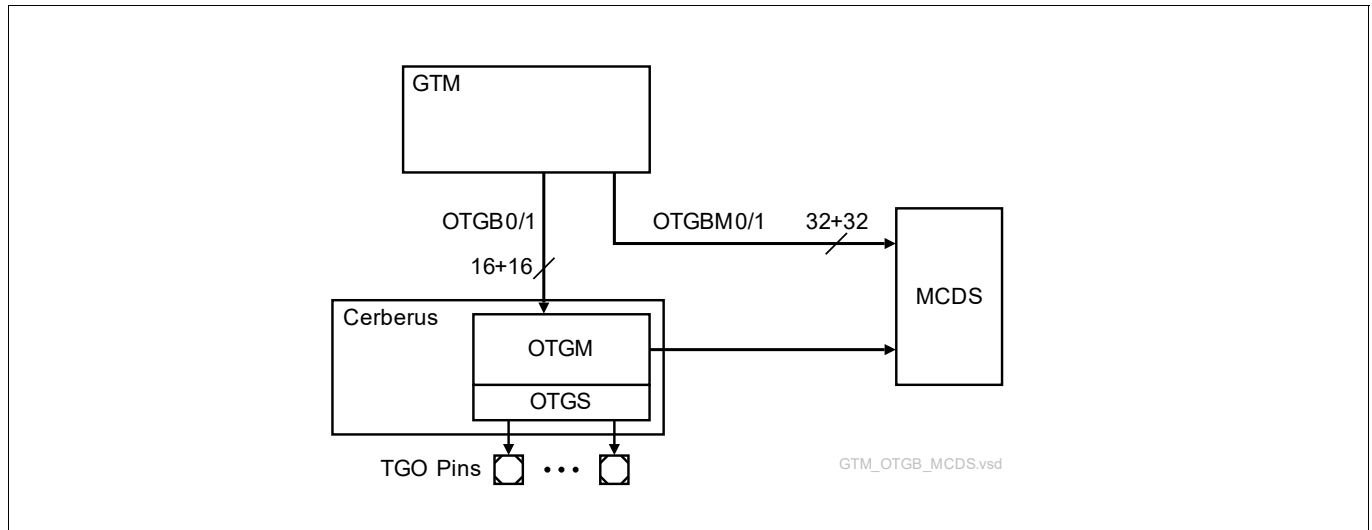 GTM
OTGB0/1
OTGBM0/1
32+32
16+16
MCDS
Cerberus
OTGM
OTGS
TGO Pins
GTM_OTGB_MCDS.vsd